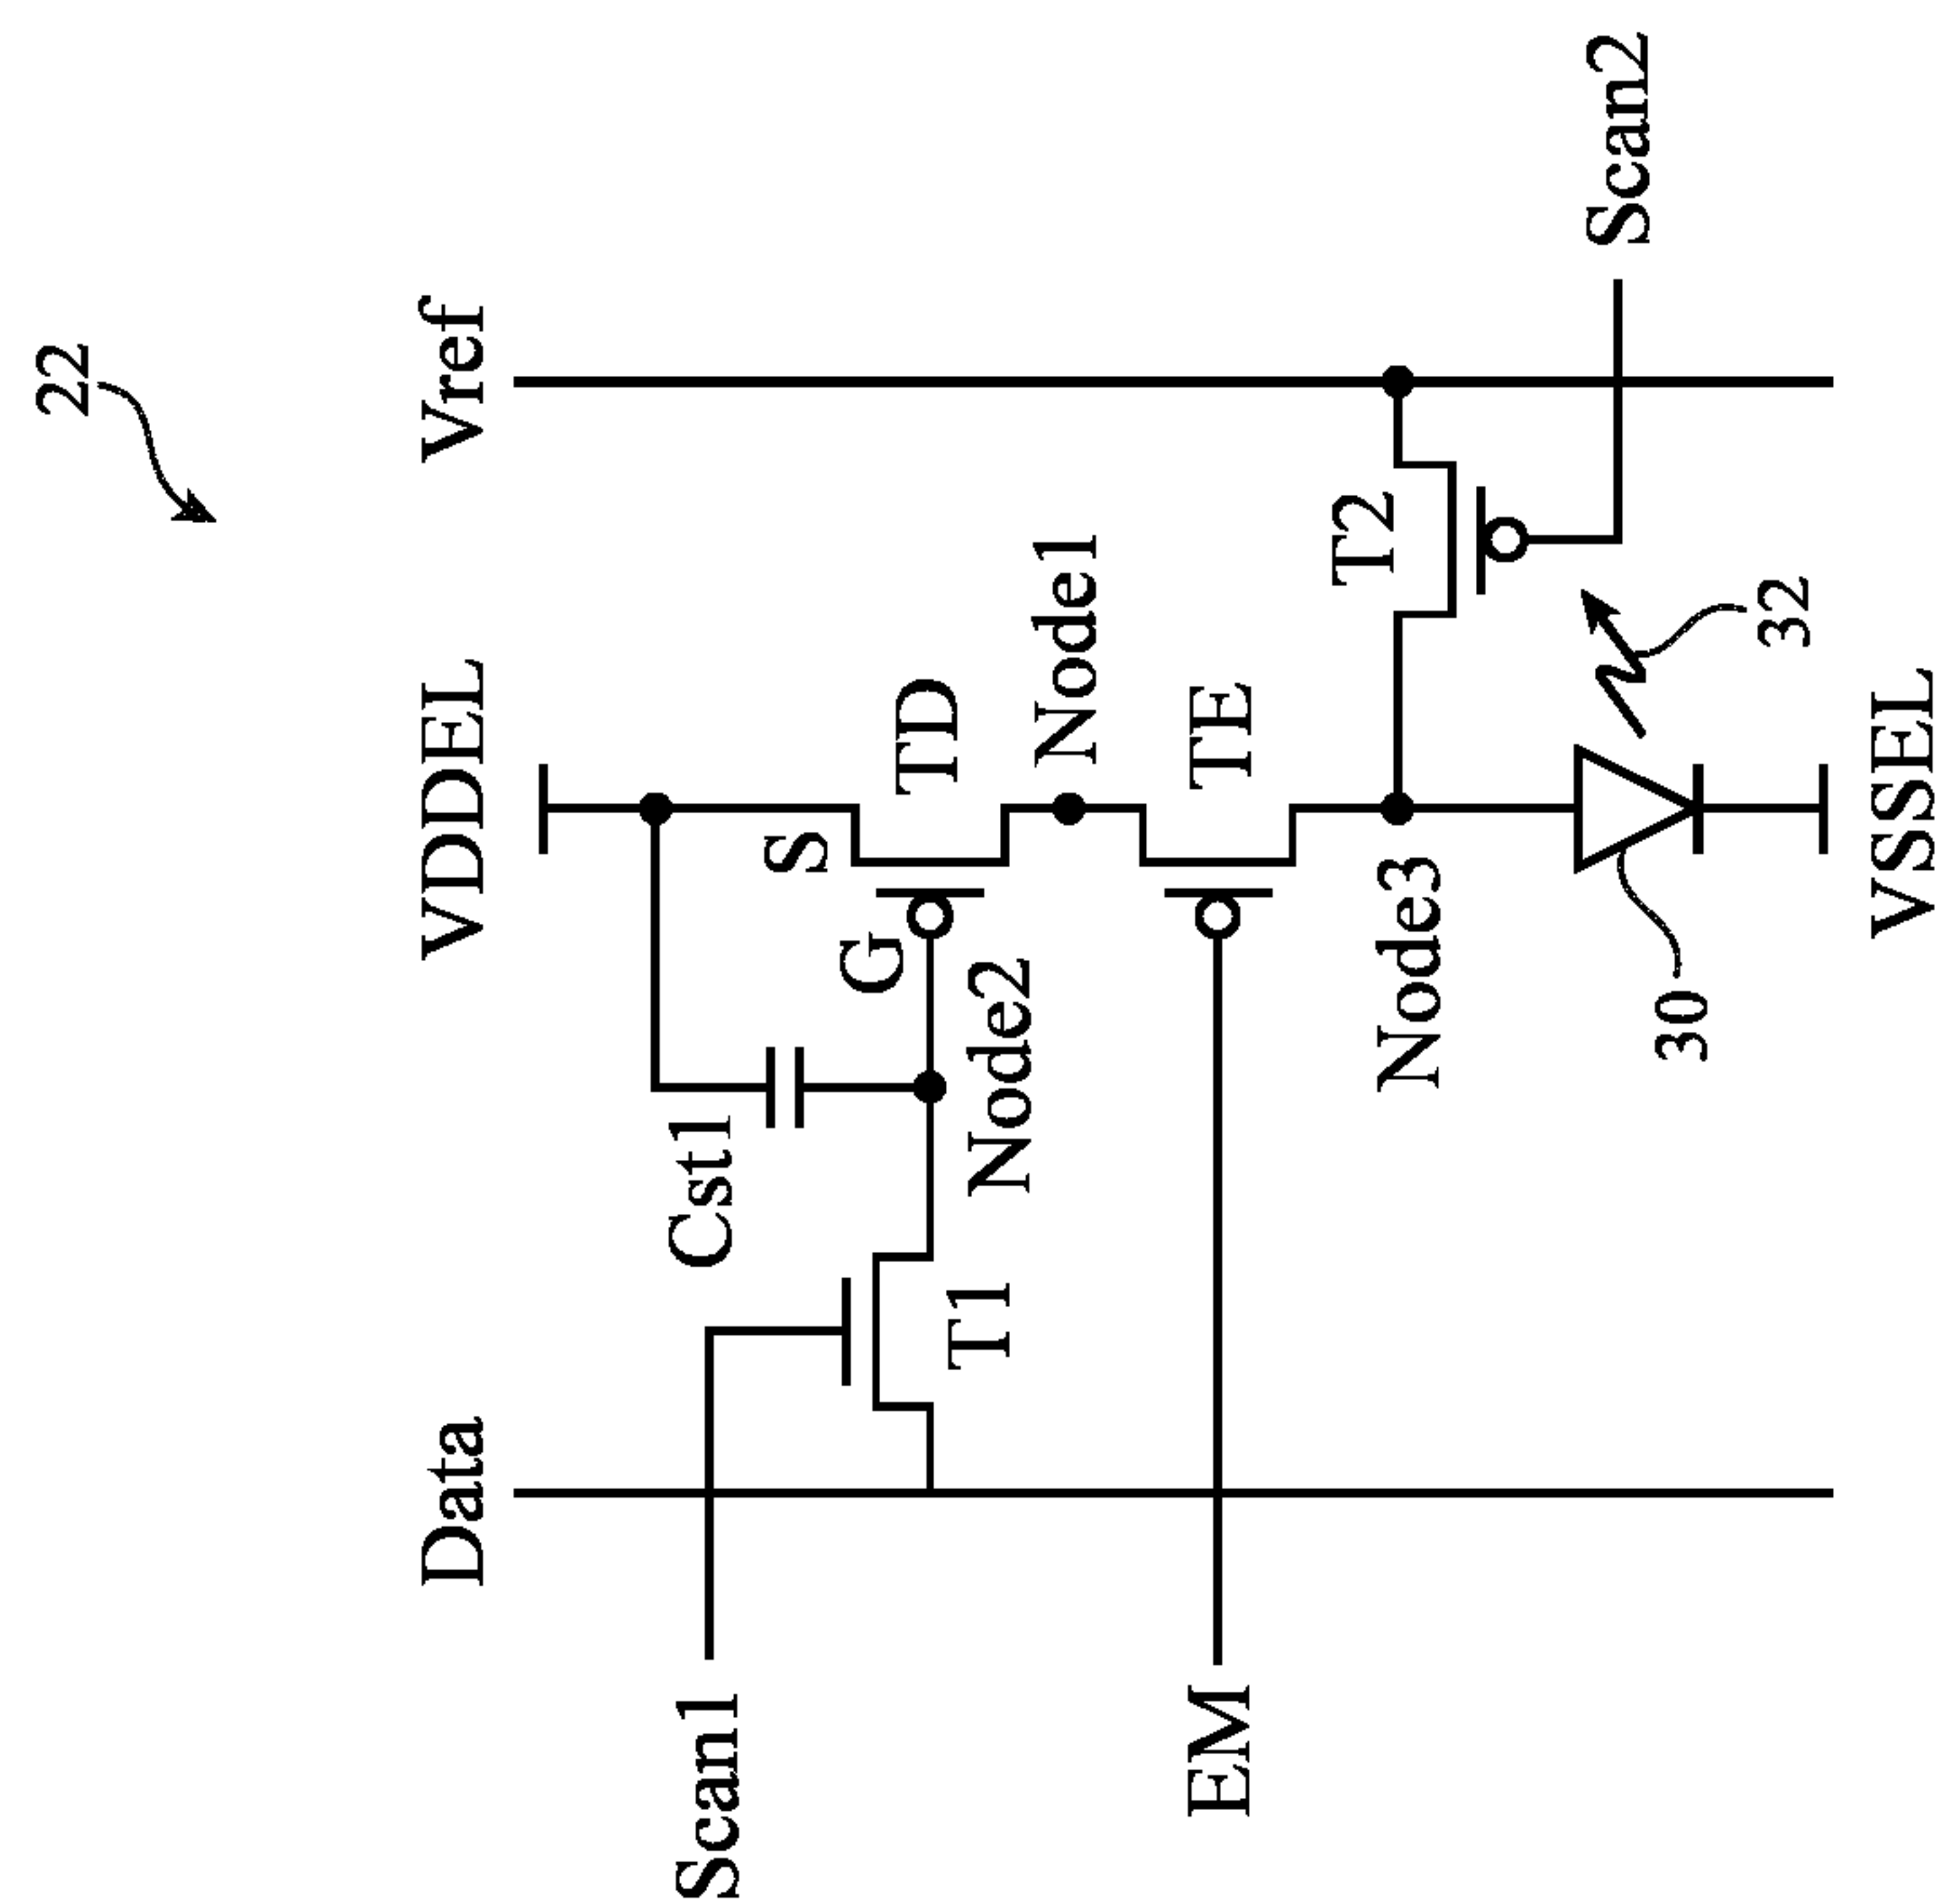 22
Data
VDDEL
Vref
Scan1
Cst1
S
G
TD
T1
Node2
Node1
EM
TE
T2
Node3
Scan2
30
32
VSSEL